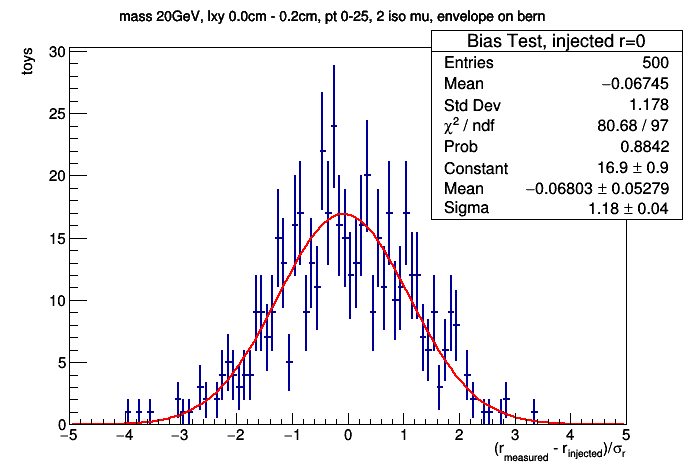 mass 20GeV, lxy 0.0cm - 0.2cm, pt 0-25, 2 iso mu, envelope on bern
Bias Test, injected r=0
Entries 500
Mean −0.06745
Std Dev 1.178
χ² / ndf 80.68 / 97
Prob 0.8842
Constant 16.9 ± 0.9
Mean −0.06803 ± 0.05279
Sigma 1.18 ± 0.04
toys
30
25
20
15
10
5
0
−5 −4 −3 −2 −1 0 1 2 3 4 5
(r_measured - r_injected)/σ_r